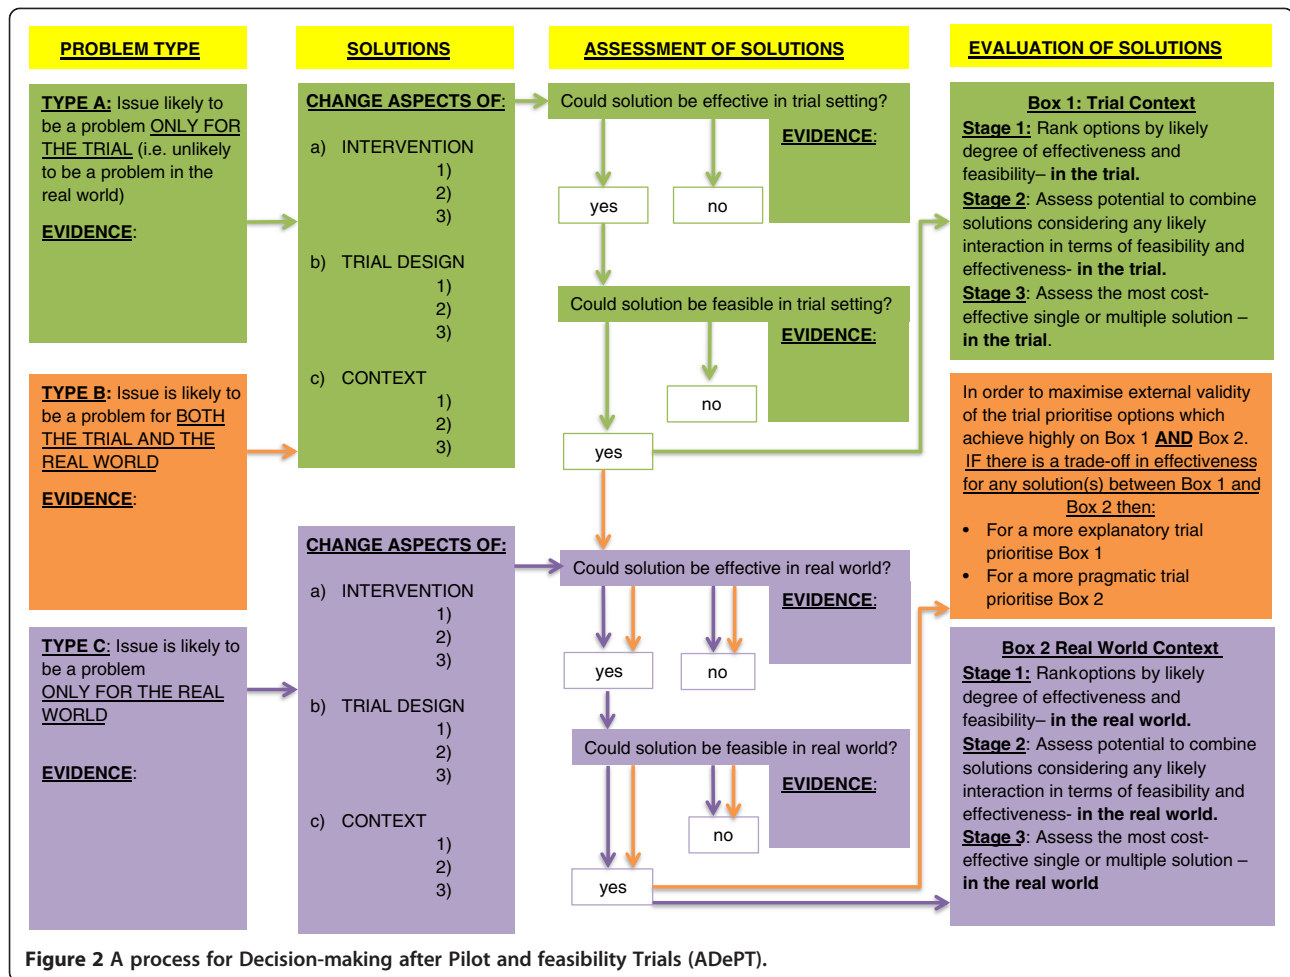 PROBLEM TYPE
SOLUTIONS
ASSESSMENT OF SOLUTIONS
EVALUATION OF SOLUTIONS
TYPE A: Issue likely to
be a problem ONLY FOR
THE TRIAL (i.e. unlikely
to be a problem in the
real world)
EVIDENCE:
TYPE B: Issue is likely to
be a problem for BOTH
THE TRIAL AND THE
REAL WORLD
EVIDENCE:
TYPE C: Issue is likely to
be a problem
ONLY FOR THE REAL
WORLD
EVIDENCE:
CHANGE ASPECTS OF:
a) INTERVENTION
1)
2)
3)
b) TRIAL DESIGN
1)
2)
3)
c) CONTEXT
1)
2)
3)
CHANGE ASPECTS OF:
a) INTERVENTION
1)
2)
3)
b) TRIAL DESIGN
1)
2)
3)
c) CONTEXT
1)
2)
3)
Could solution be effective in trial setting?
EVIDENCE:
yes
no
Could solution be feasible in trial setting?
EVIDENCE:
no
yes
Could solution be effective in real world?
EVIDENCE:
yes
no
Could solution be feasible in real world?
EVIDENCE:
no
yes
Box 1: Trial Context
Stage 1: Rank options by likely
degree of effectiveness and
feasibility– in the trial.
Stage 2: Assess potential to combine
solutions considering any likely
interaction in terms of feasibility and
effectiveness- in the trial.
Stage 3: Assess the most cost-
effective single or multiple solution –
in the trial.
In order to maximise external validity
of the trial prioritise options which
achieve highly on Box 1 AND Box 2.
IF there is a trade-off in effectiveness
for any solution(s) between Box 1 and
Box 2 then:
• For a more explanatory trial
prioritise Box 1
• For a more pragmatic trial
prioritise Box 2
Box 2 Real World Context
Stage 1: Rankoptions by likely
degree of effectiveness and
feasibility– in the real world.
Stage 2: Assess potential to combine
solutions considering any likely
interaction in terms of feasibility and
effectiveness- in the real world.
Stage 3: Assess the most cost-
effective single or multiple solution –
in the real world
Figure 2 A process for Decision-making after Pilot and feasibility Trials (ADePT).